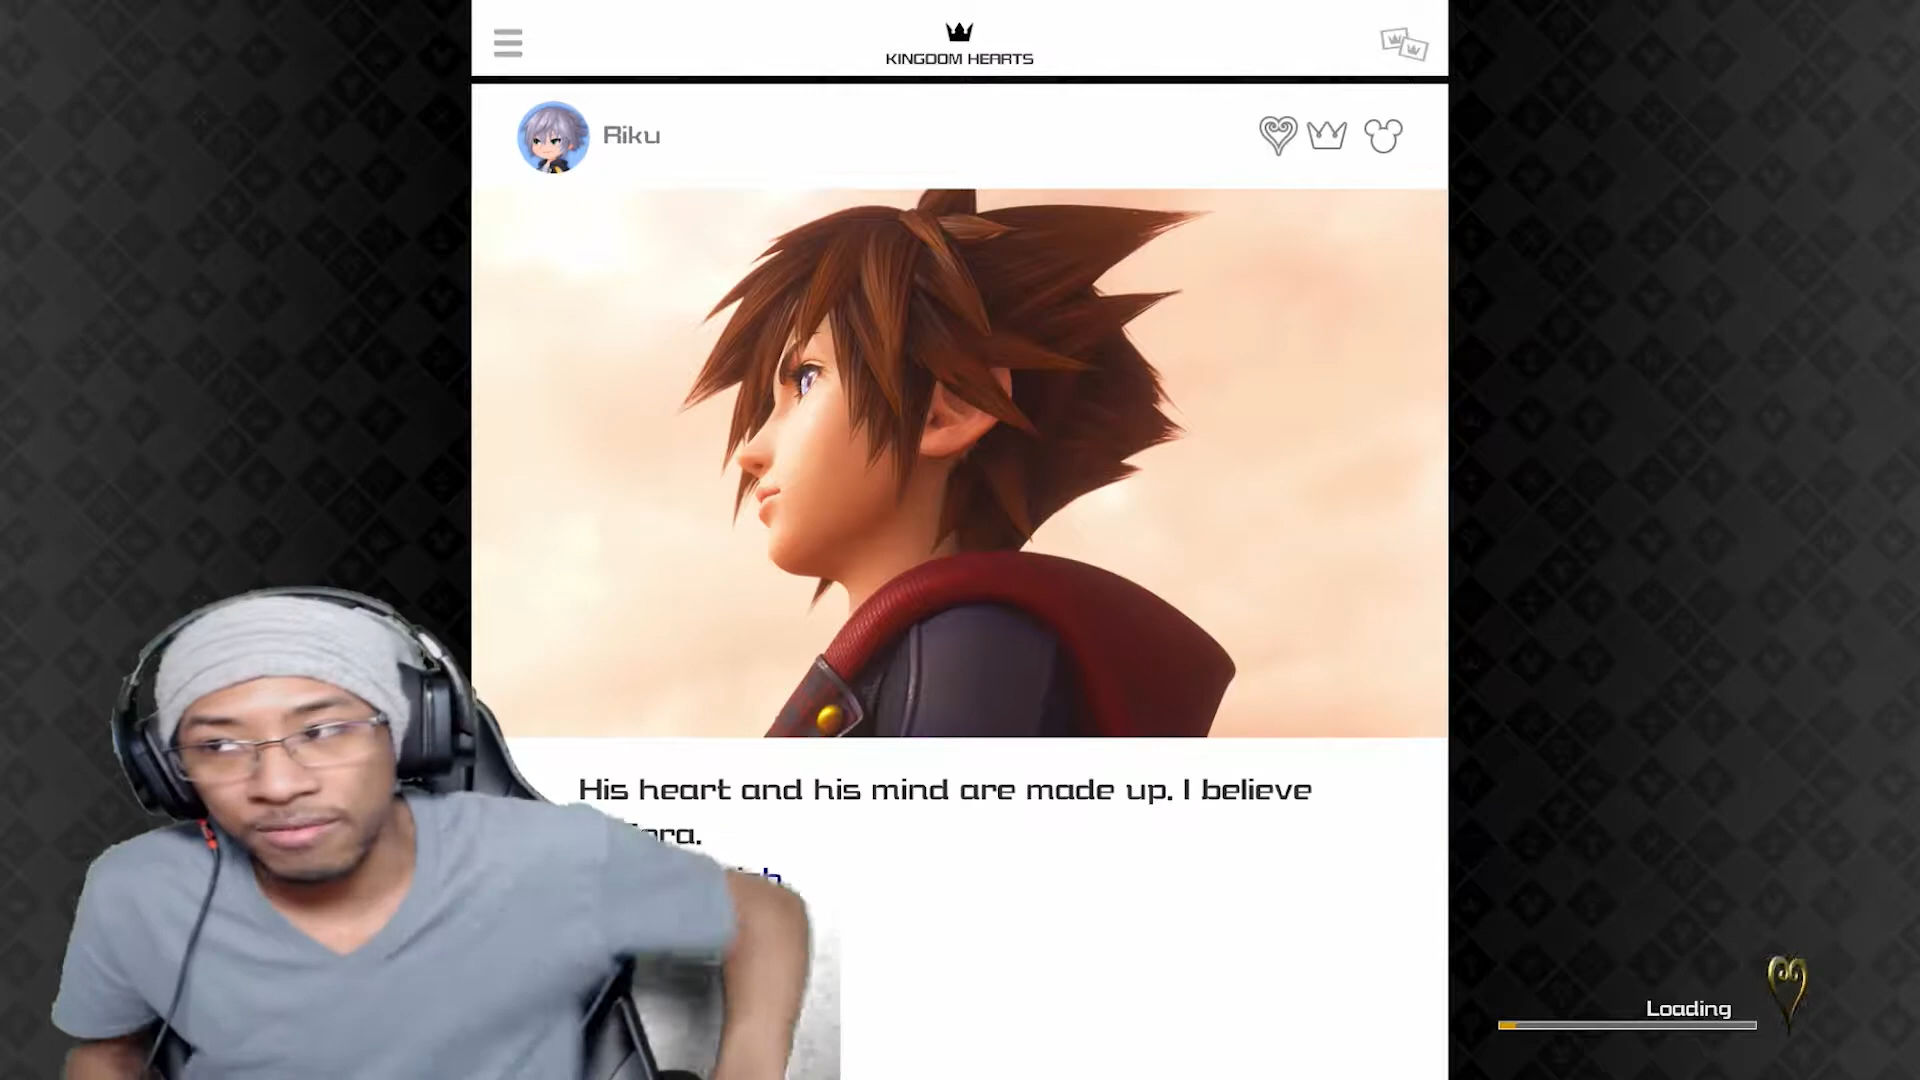 KINGDOM HEARTS
Riku
His heart and his mind are made up. I believe
Loading